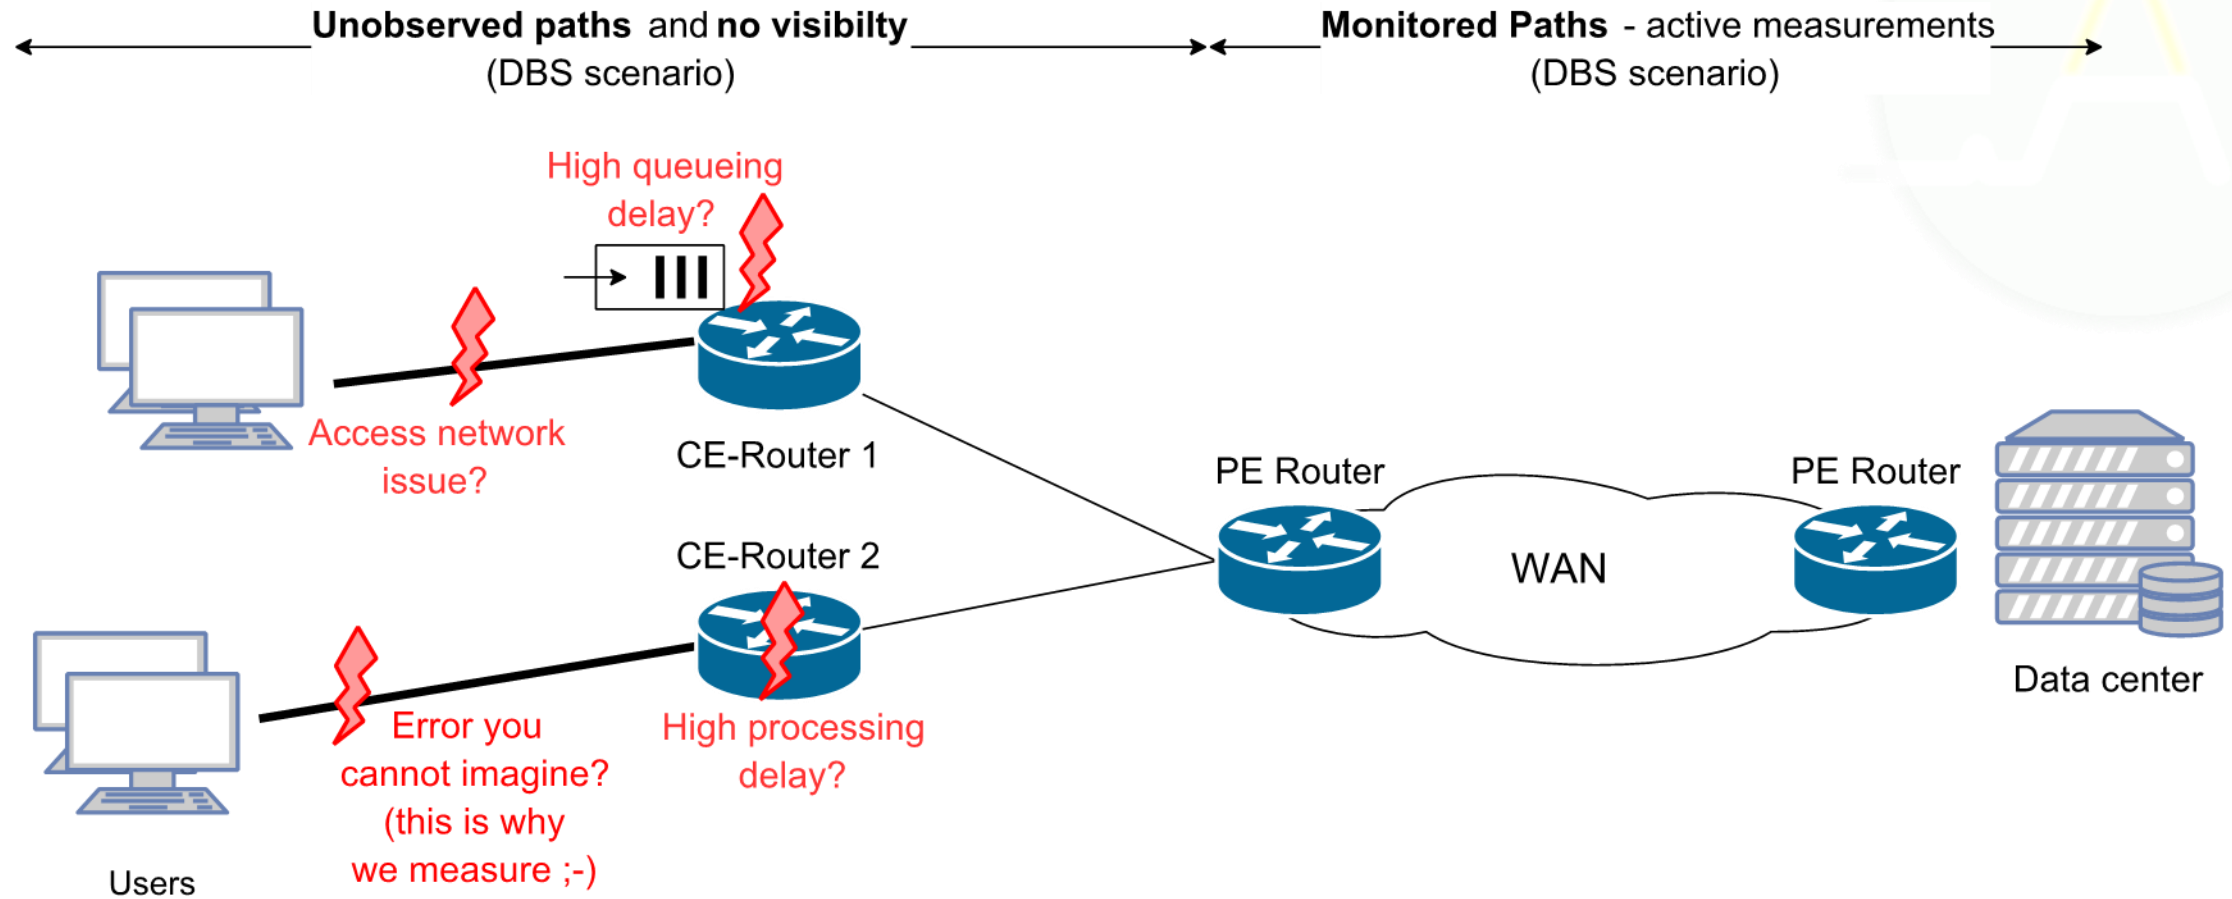 Unobserved paths and no visibilty
(DBS scenario)
Monitored Paths - active measurements
(DBS scenario)
High queueing
delay?
Access network
issue?
CE-Router 1
CE-Router 2
PE Router
PE Router
WAN
Data center
High processing
delay?
Error you
cannot imagine?
(this is why
we measure ;-)
Users